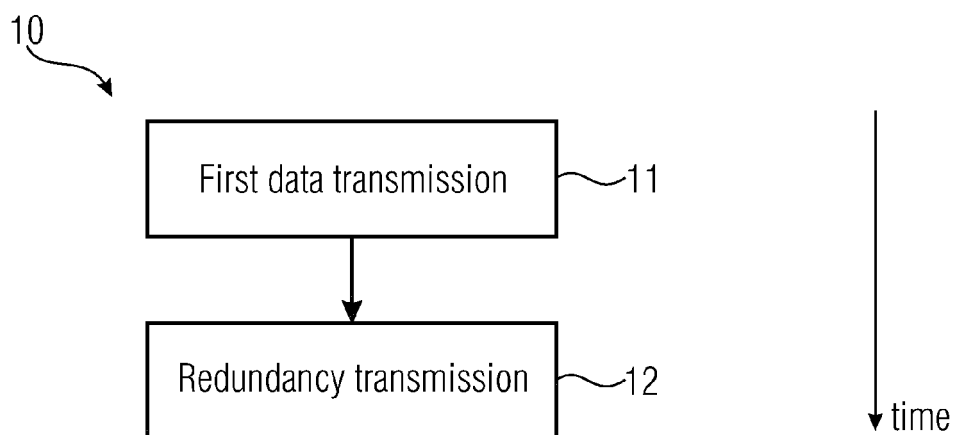 10
First data transmission
11
Redundancy transmission
12
time